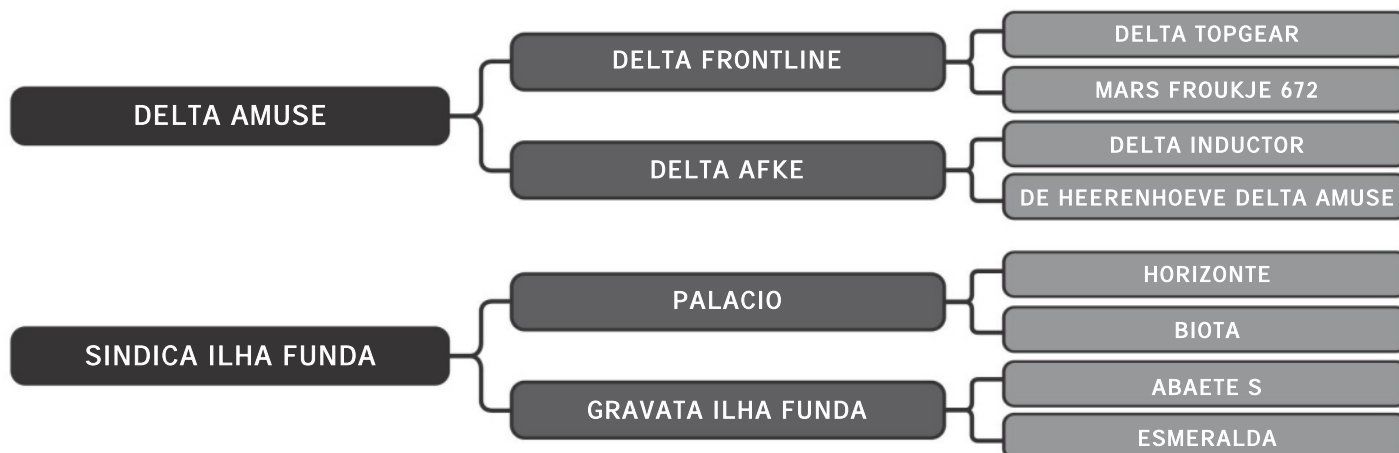 DELTA AMUSE
DELTA FRONTLINE
DELTA TOPGEAR
MARS FROUKJE 672
DELTA AFKE
DELTA INDUCTOR
DE HEERENHOEVE DELTA AMUSE
SINDICA ILHA FUNDA
PALACIO
HORIZONTE
BIOTA
GRAVATA ILHA FUNDA
ABAETE S
ESMERALDA